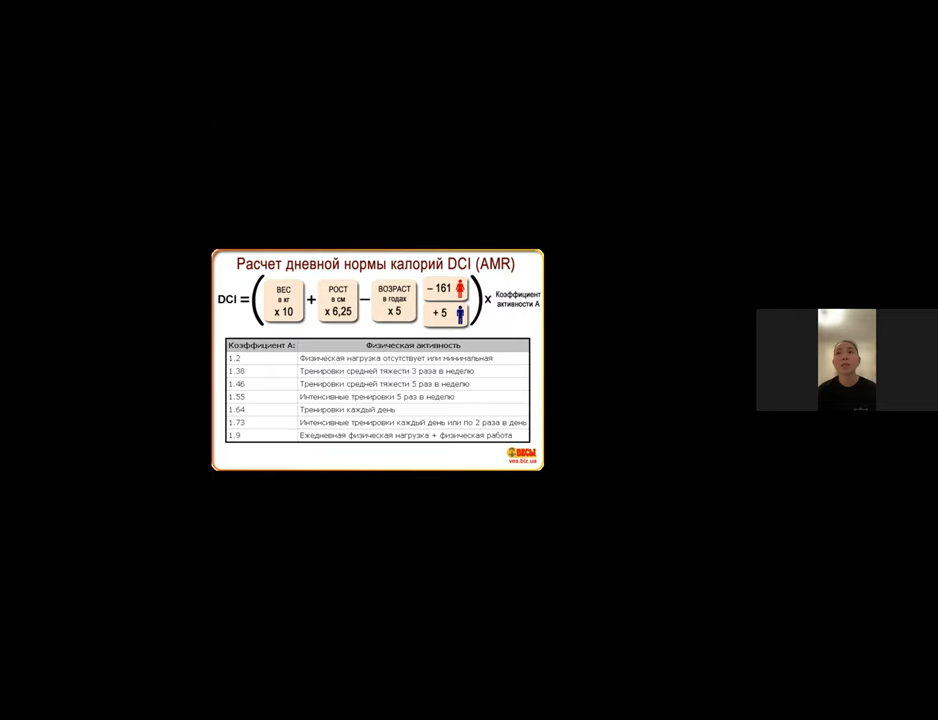 Расчет дневной нормы калорий DCI (AMR)
DCI = ( ВЕС в кг x 10 + РОСТ в см x 6,25 – ВОЗРАСТ в годах x 5 – 161 + 5 ) x Коэффициент активности А
Коэффициент А: Физическая активность
1.2 Физическая нагрузка отсутствует или минимальная
1.38 Тренировки средней тяжести 3 раза в неделю
1.46 Тренировки средней тяжести 5 раз в неделю
1.55 Интенсивные тренировки 5 раз в неделю
1.64 Тренировки каждый день
1.73 Интенсивные тренировки каждый день или по 2 раза в день
1.9 Ежедневная физическая нагрузка + физическая работа
ВЕСЫ
ves.biz.ua